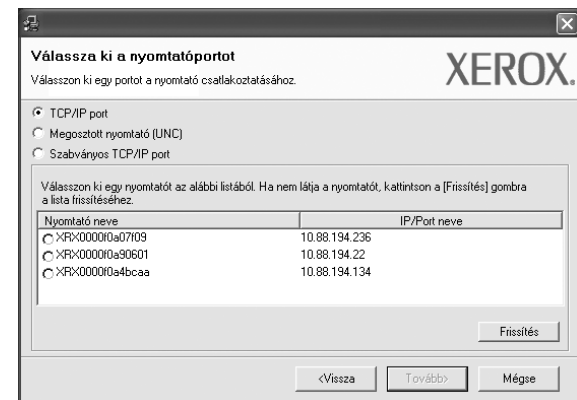 Válassza ki a nyomtatóportot
Válasszon ki egy portot a nyomtató csatlakoztatásához.
XEROX.
TCP/IP port
Megosztott nyomtató (UNC)
Szabványos TCP/IP port
Válasszon ki egy nyomtatót az alábbi listából. Ha nem látja a nyomtatót, kattintson a [Frissítés] gombra
a lista frissítéséhez.
Nyomtató neve IP/Port neve
XRX0000f0a07f09 10.88.194.236
XRX0000f0a90601 10.88.194.22
XRX0000f0a4bcaa 10.88.194.134
Frissítés
<Vissza Tovább> Mégse